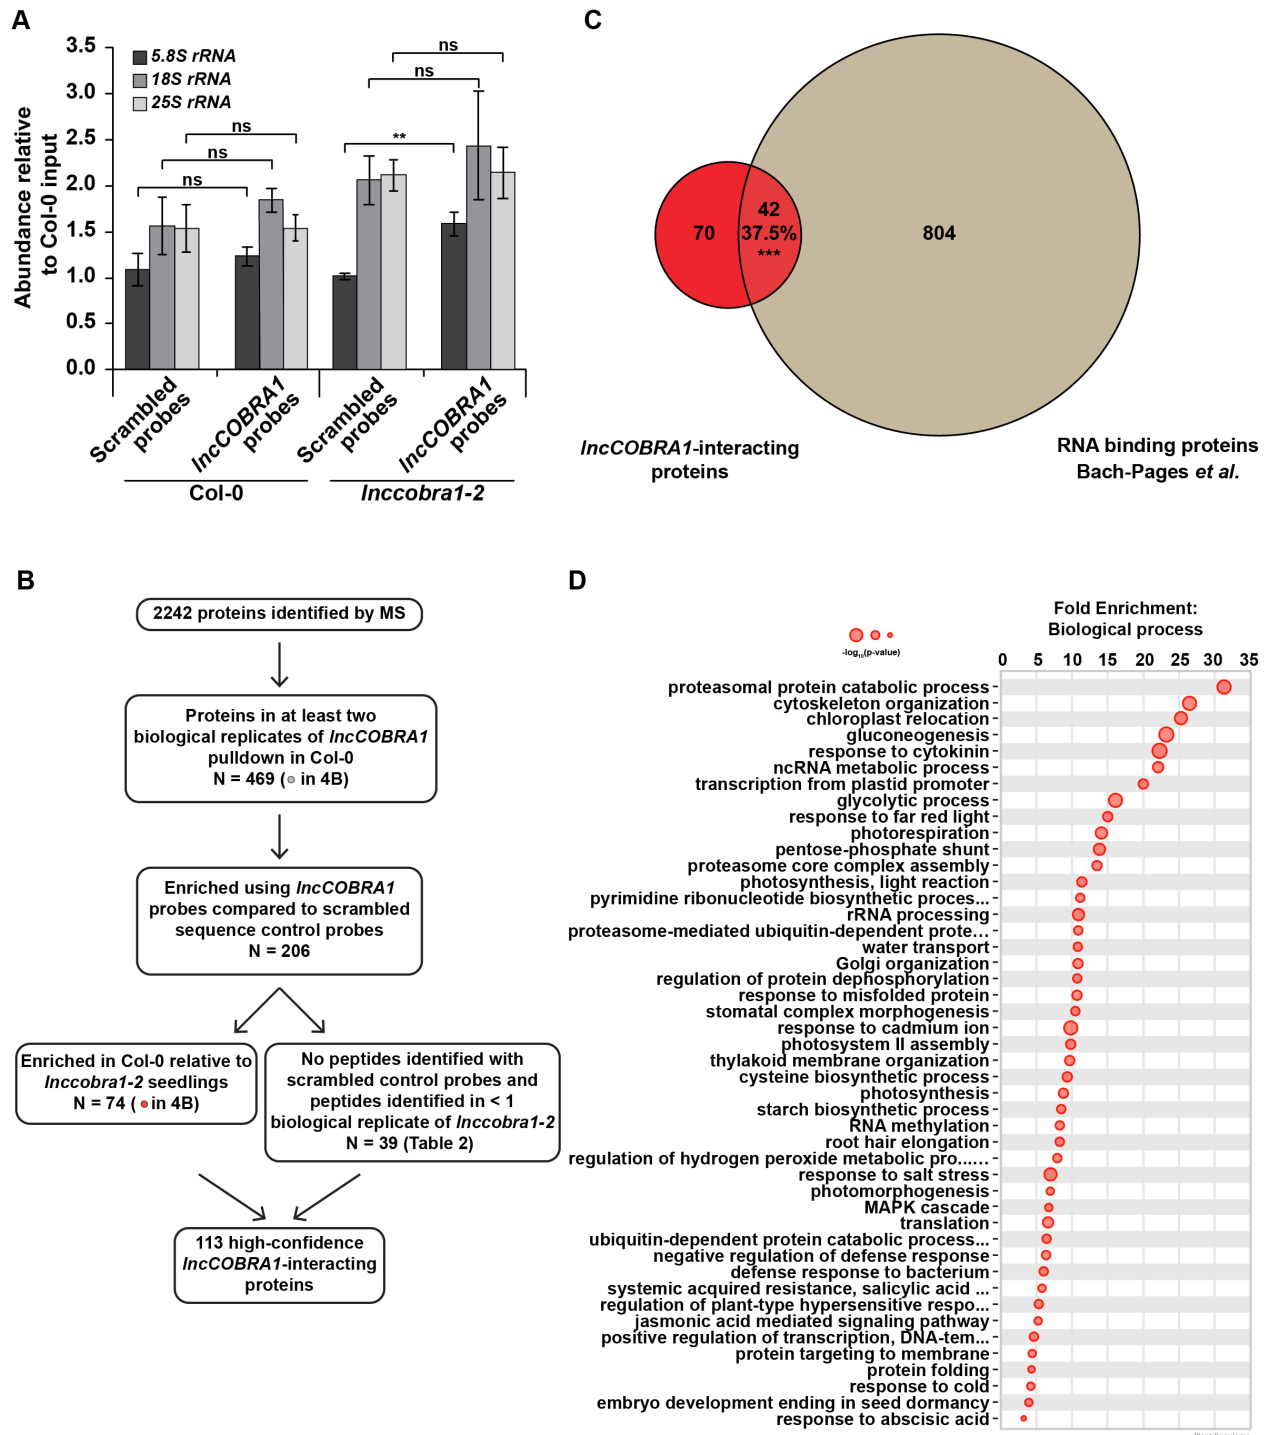 A
3.5
3.0
2.5
2.0
1.5
1.0
0.5
0.0
Abundance relative
to Col-0 input
5.8S rRNA
18S rRNA
25S rRNA
ns
ns
ns
ns
ns
**
Scrambled
probes
lncCOBRA1
probes
Scrambled
probes
lncCOBRA1
probes
Col-0
lnccobra1-2
C
70
42
37.5%
***
804
lncCOBRA1-interacting
proteins
RNA binding proteins
Bach-Pages et al.
B
2242 proteins identified by MS
Proteins in at least two
biological replicates of lncCOBRA1
pulldown in Col-0
N = 469 ( in 4B)
Enriched using lncCOBRA1
probes compared to scrambled
sequence control probes
N = 206
Enriched in Col-0 relative to
lnccobra1-2 seedlings
N = 74 ( in 4B)
No peptides identified with
scrambled control probes and
peptides identified in < 1
biological replicate of lnccobra1-2
N = 39 (Table 2)
113 high-confidence
lncCOBRA1-interacting
proteins
D
Fold Enrichment:
Biological process
-log10(p-value)
0 5 10 15 20 25 30 35
proteasomal protein catabolic process
cytoskeleton organization
chloroplast relocation
gluconeogenesis
response to cytokinin
ncRNA metabolic process
transcription from plastid promoter
glycolytic process
response to far red light
photorespiration
pentose-phosphate shunt
proteasome core complex assembly
photosynthesis, light reaction
pyrimidine ribonucleotide biosynthetic proces...
rRNA processing
proteasome-mediated ubiquitin-dependent prote...
water transport
Golgi organization
regulation of protein dephosphorylation
response to misfolded protein
stomatal complex morphogenesis
response to cadmium ion
photosystem II assembly
thylakoid membrane organization
cysteine biosynthetic process
photosynthesis
starch biosynthetic process
RNA methylation
root hair elongation
regulation of hydrogen peroxide metabolic pro......
response to salt stress
photomorphogenesis
MAPK cascade
translation
ubiquitin-dependent protein catabolic process...
negative regulation of defense response
defense response to bacterium
systemic acquired resistance, salicylic acid ...
regulation of plant-type hypersensitive respo...
jasmonic acid mediated signaling pathway
positive regulation of transcription, DNA-tem...
protein targeting to membrane
protein folding
response to cold
embryo development ending in seed dormancy
response to abscisic acid